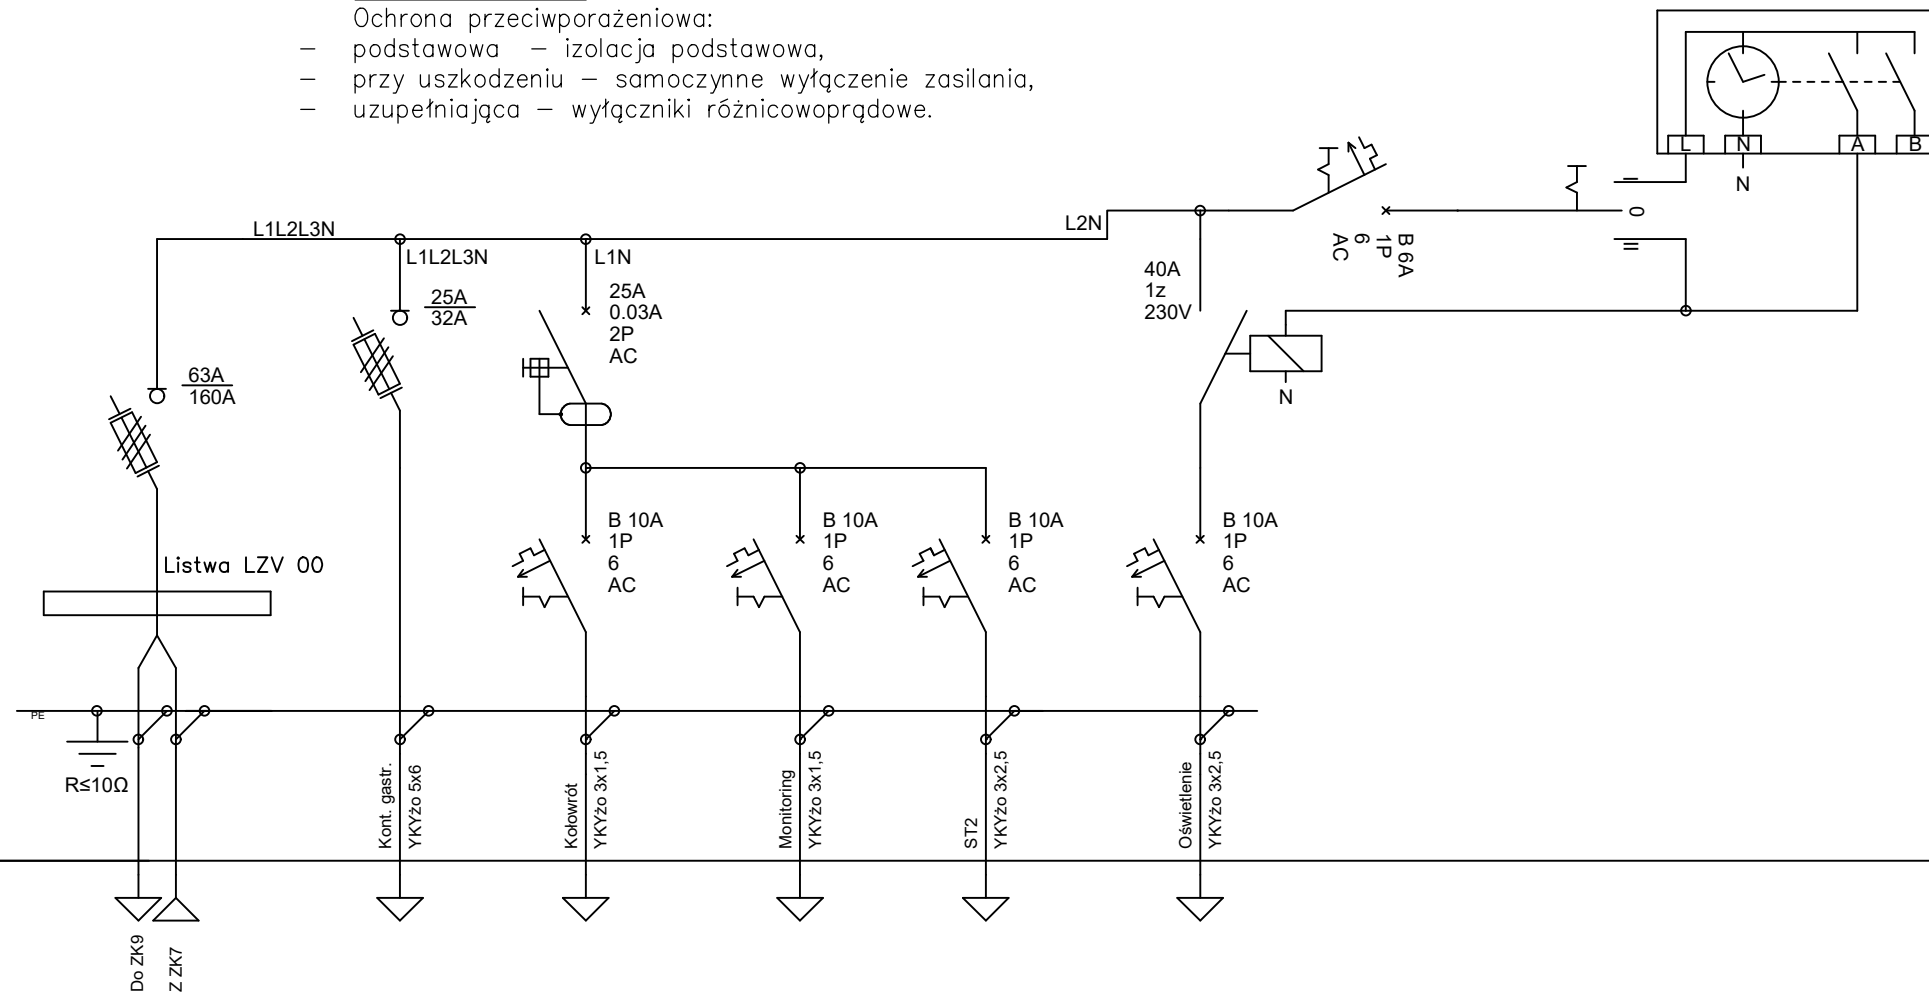 Ochrona przeciwporażeniowa:
– podstawowa – izolacja podstawowa,
– przy uszkodzeniu – samoczynne wyłączenie zasilania,
– uzupełniająca – wyłączniki różnicowoprądowe.
L
N
A
B
N
I
0
II
L1L2L3N
L1L2L3N
L1N
L2N
B 6A
1P
6
AC
25A
32A
25A
0.03A
2P
AC
40A
1z
230V
63A
160A
N
Listwa LZV 00
B 10A
1P
6
AC
B 10A
1P
6
AC
B 10A
1P
6
AC
B 10A
1P
6
AC
PE
R≤10Ω
Kont. gastr.
YKYżo 5x6
Kołowrót
YKYżo 3x1,5
Monitoring
YKYżo 3x1,5
ST2
YKYżo 3x2,5
Oświetlenie
YKYżo 3x2,5
Do ZK9
Z ZK7